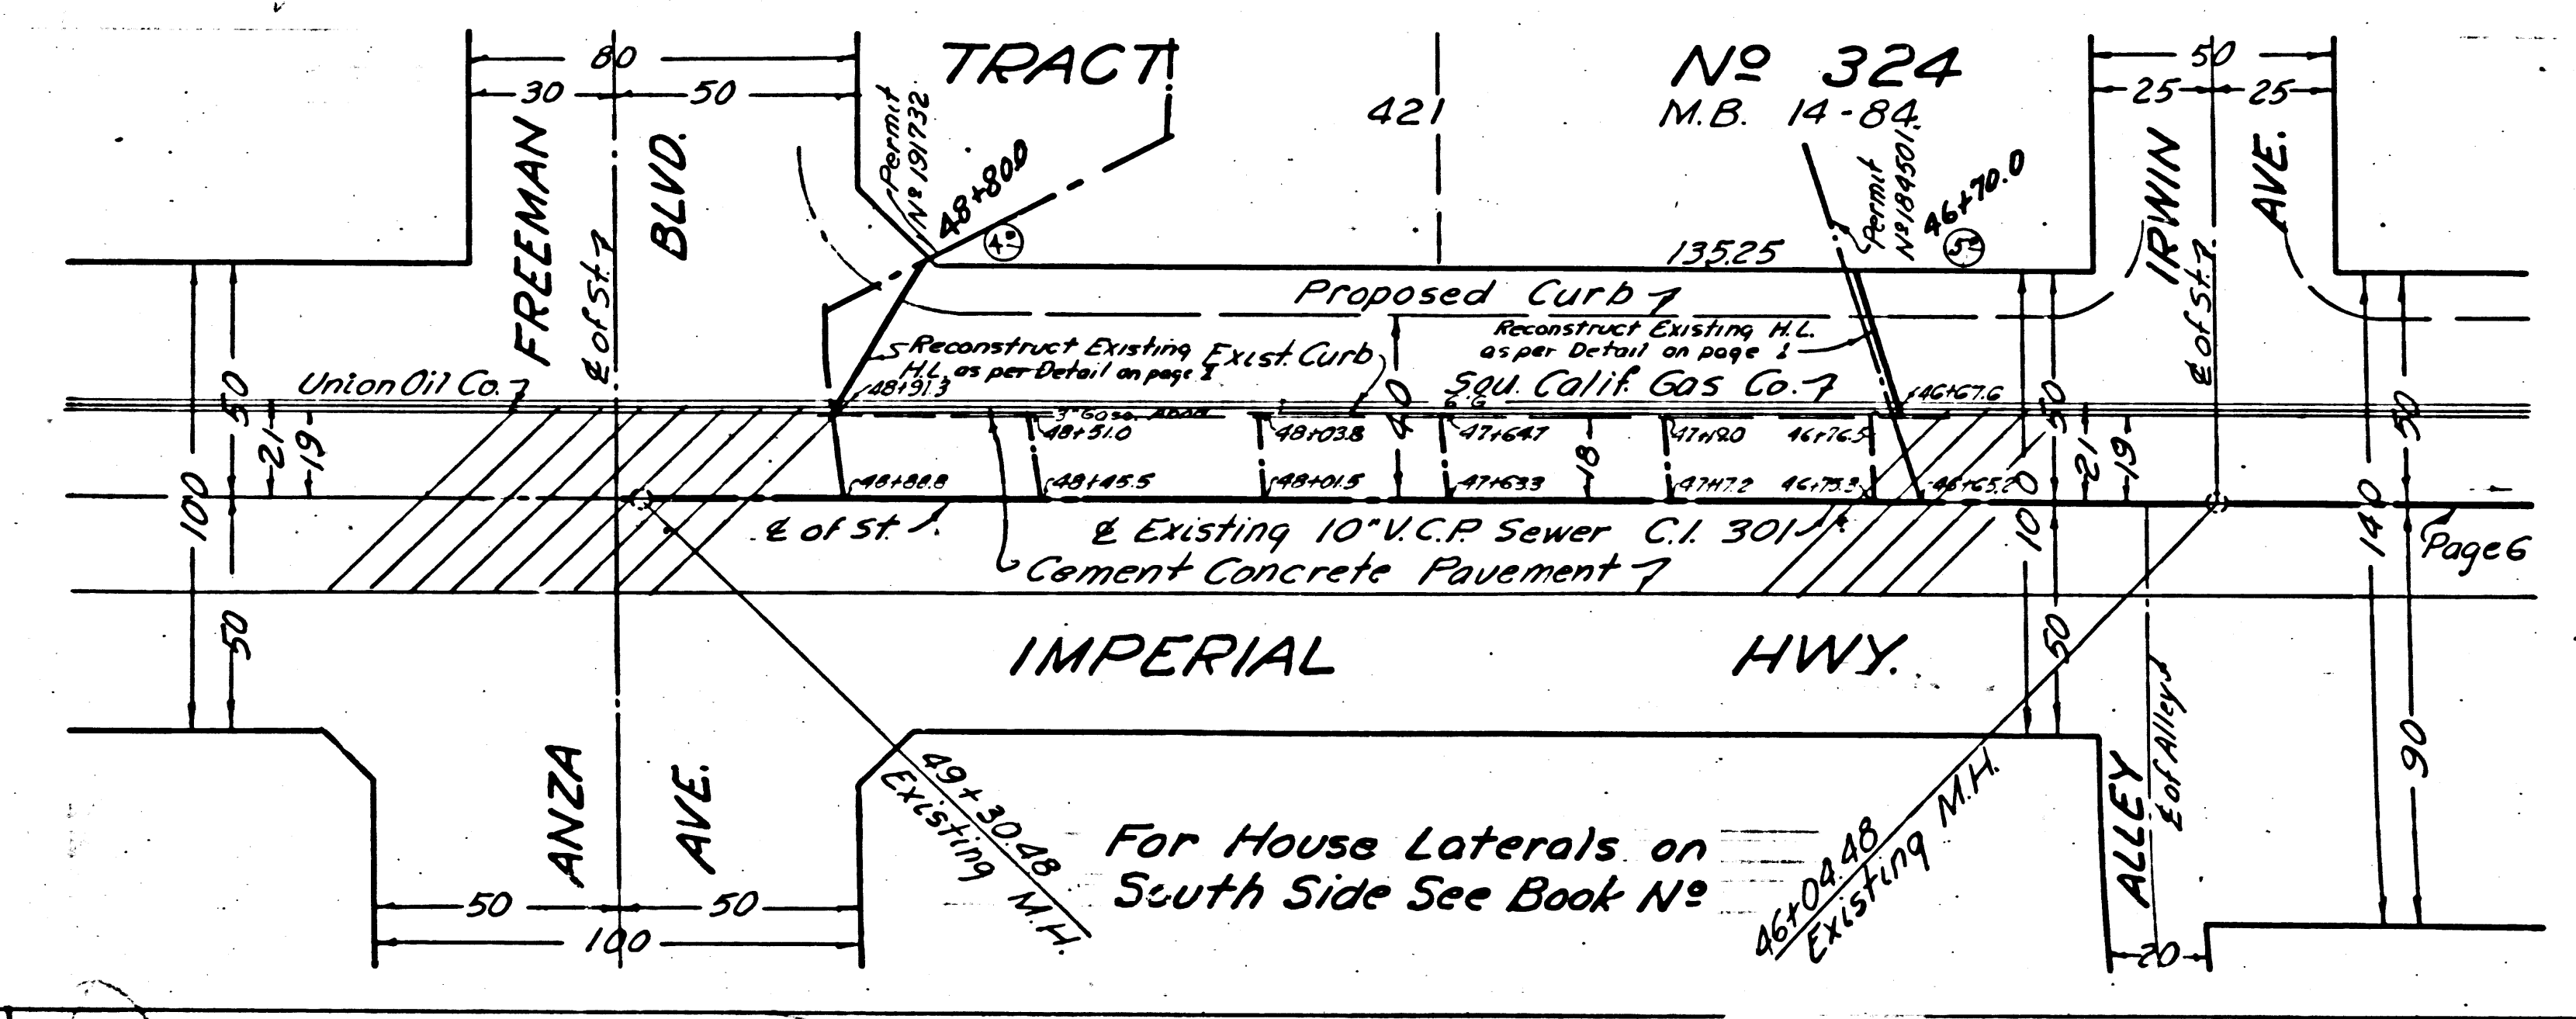 80
30
50
TRACT
421
Nº 324
M.B. 14-84
50
25
25
FREEMAN
BLVD.
℄ of St.
Permit
Nº 191732
48+80.0
4"
Permit
Nº 184501
46+70.0
5"
IRWIN
AVE.
℄ of St.
135.25
Proposed Curb
Reconstruct Existing
H.L. as per Detail on page 1
Exist. Curb
Reconstruct Existing H.L.
as per Detail on page 1
Union Oil Co.
Sou. Calif. Gas Co.
48+91.3
48+51.0
48+03.8
47+64.7
47+19.0
46+76.5
46+67.6
48+88.8
48+45.5
48+01.5
47+63.3
47+17.2
46+75.3
46+65.2
40
18
100
50
50
21
19
100
50
50
21
19
140
50
90
℄ of St.
℄ Existing 10" V.C.P. Sewer C.I. 301
Cement Concrete Pavement
Page 6
IMPERIAL HWY.
ANZA
AVE.
50
50
100
49+30.48
Existing M.H.
For House Laterals on
South Side See Book Nº
46+04.48
Existing M.H.
ALLEY
℄ of Alley
20